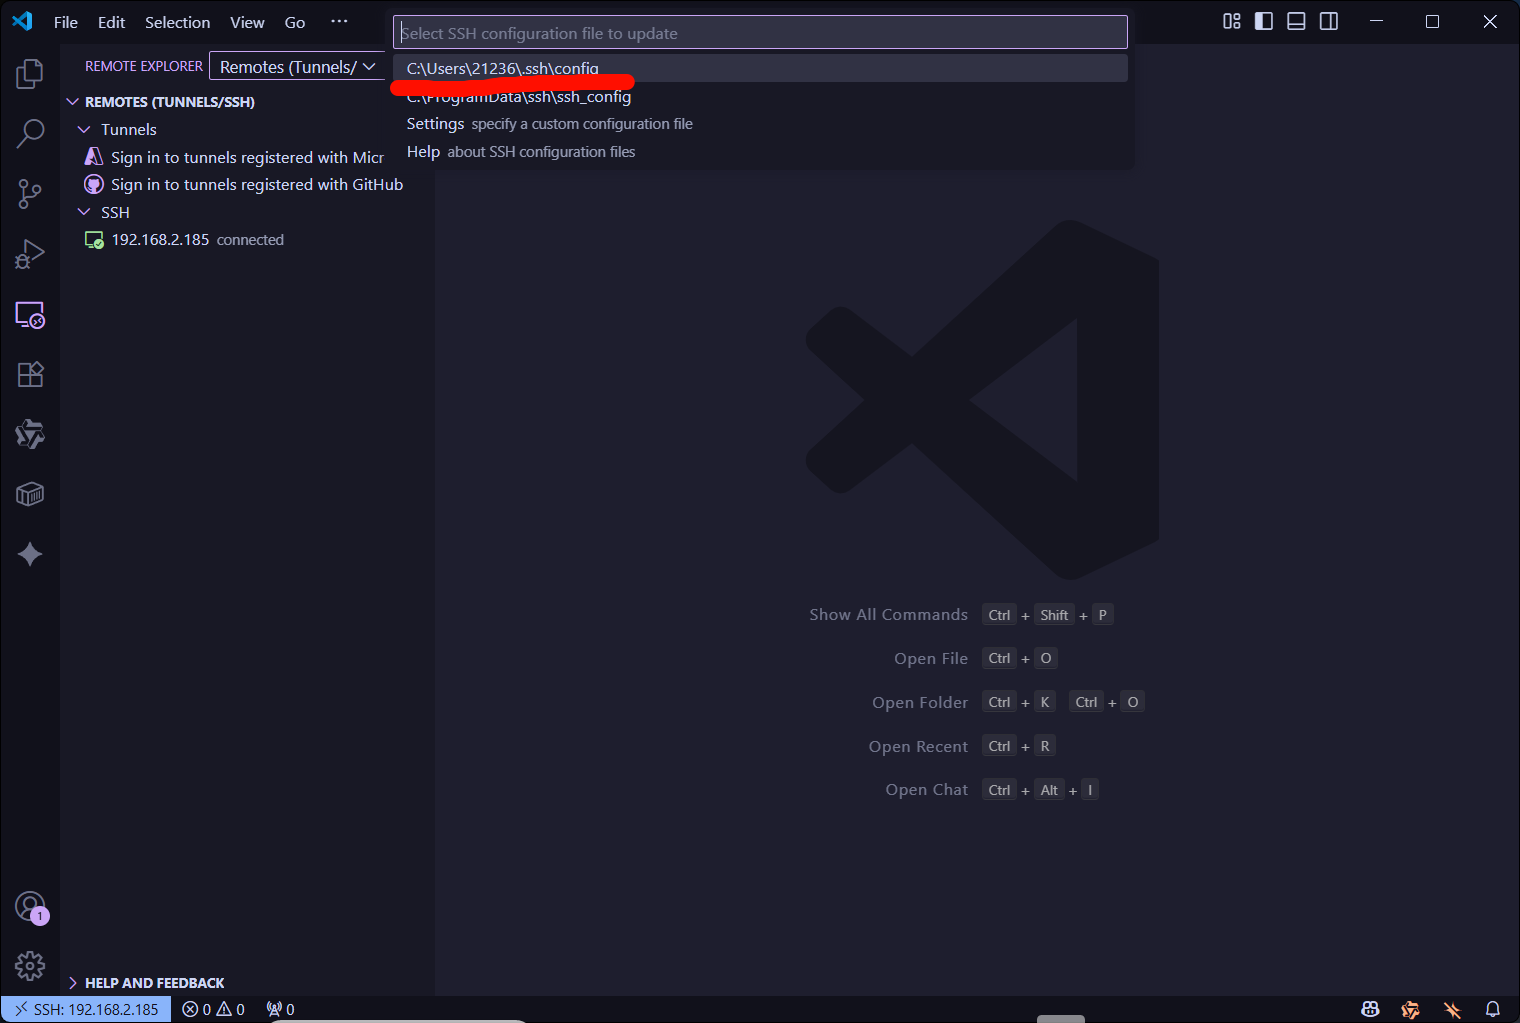 File Edit Selection View Go ···
Select SSH configuration file to update
REMOTE EXPLORER Remotes (Tunnels/
C:\Users\21236\.ssh\config
C:\ProgramData\ssh\ssh_config
Settings specify a custom configuration file
Help about SSH configuration files
REMOTES (TUNNELS/SSH)
Tunnels
Sign in to tunnels registered with Micr
Sign in to tunnels registered with GitHub
SSH
192.168.2.185 connected
Show All Commands Ctrl + Shift + P
Open File Ctrl + O
Open Folder Ctrl + K Ctrl + O
Open Recent Ctrl + R
Open Chat Ctrl + Alt + I
1
HELP AND FEEDBACK
SSH: 192.168.2.185 0 0 0